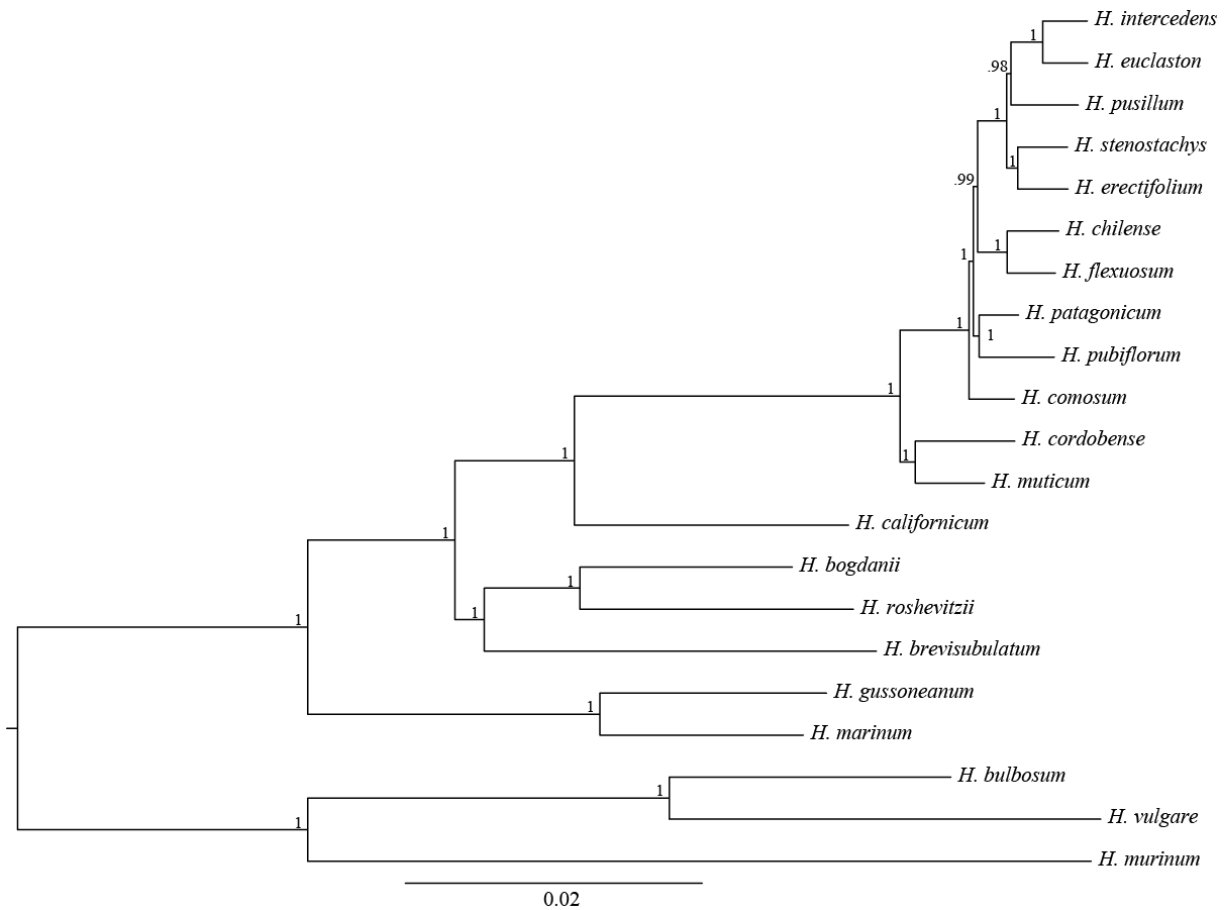 H. intercedens
1
H. euclaston
.98
H. pusillum
1
H. stenostachys
1
H. erectifolium
.99
H. chilense
1
H. flexuosum
1
H. patagonicum
1
1
H. pubiflorum
H. comosum
1
H. cordobense
1
H. muticum
1
H. californicum
1
H. bogdanii
1
H. roshevitzii
1
H. brevisubulatum
1
H. gussoneanum
1
H. marinum
H. bulbosum
1
H. vulgare
1
H. murinum
0.02